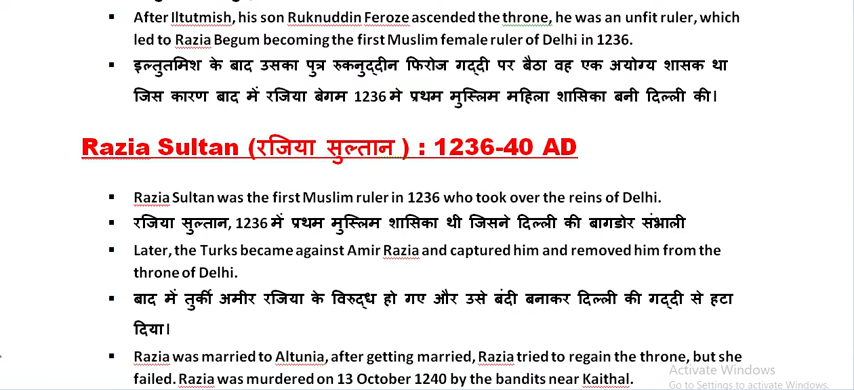 ▪ After Iltutmish, his son Ruknuddin Feroze ascended the throne, he was an unfit ruler, which
led to Razia Begum becoming the first Muslim female ruler of Delhi in 1236.
▪ इल्तुतमिश के बाद उसका पुत्र रुकनुद्दीन फिरोज गद्दी पर बैठा वह एक अयोग्य शासक था
जिस कारण बाद में रजिया बेगम 1236 मे प्रथम मुस्लिम महिला शासिका बनी दिल्ली की।
Razia Sultan (रजिया सुल्तान ) : 1236-40 AD
▪ Razia Sultan was the first Muslim ruler in 1236 who took over the reins of Delhi.
▪ रजिया सुल्तान, 1236 में प्रथम मुस्लिम शासिका थी जिसने दिल्ली की बागडोर संभाली
▪ Later, the Turks became against Amir Razia and captured him and removed him from the
throne of Delhi.
▪ बाद में तुर्की अमीर रजिया के विरुद्ध हो गए और उसे बंदी बनाकर दिल्ली की गद्दी से हटा
दिया।
▪ Razia was married to Altunia, after getting married, Razia tried to regain the throne, but she
failed. Razia was murdered on 13 October 1240 by the bandits near Kaithal.
Activate Windows
Go to Settings to activate Windows.